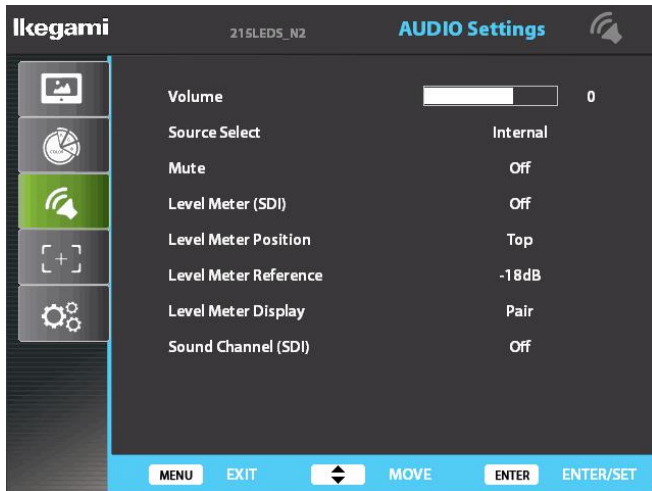 Ikegami 215LEDS_N2 AUDIO Settings
Volume 0
Source Select Internal
Mute Off
Level Meter (SDI) Off
Level Meter Position Top
Level Meter Reference -18dB
Level Meter Display Pair
Sound Channel (SDI) Off
MENU EXIT MOVE ENTER ENTER/SET